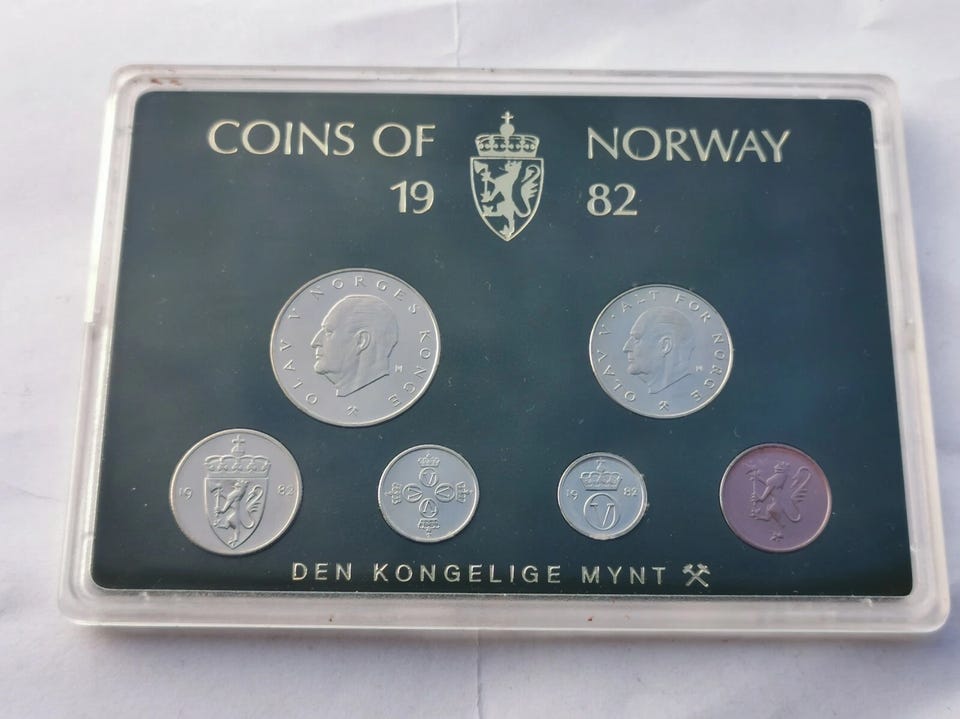 COINS OF NORWAY
19 82
OLAV V NORGES KONGE
M
OLAV V · ALT FOR NORGE
M
19 82
V V V V
19 82
V
DEN KONGELIGE MYNT